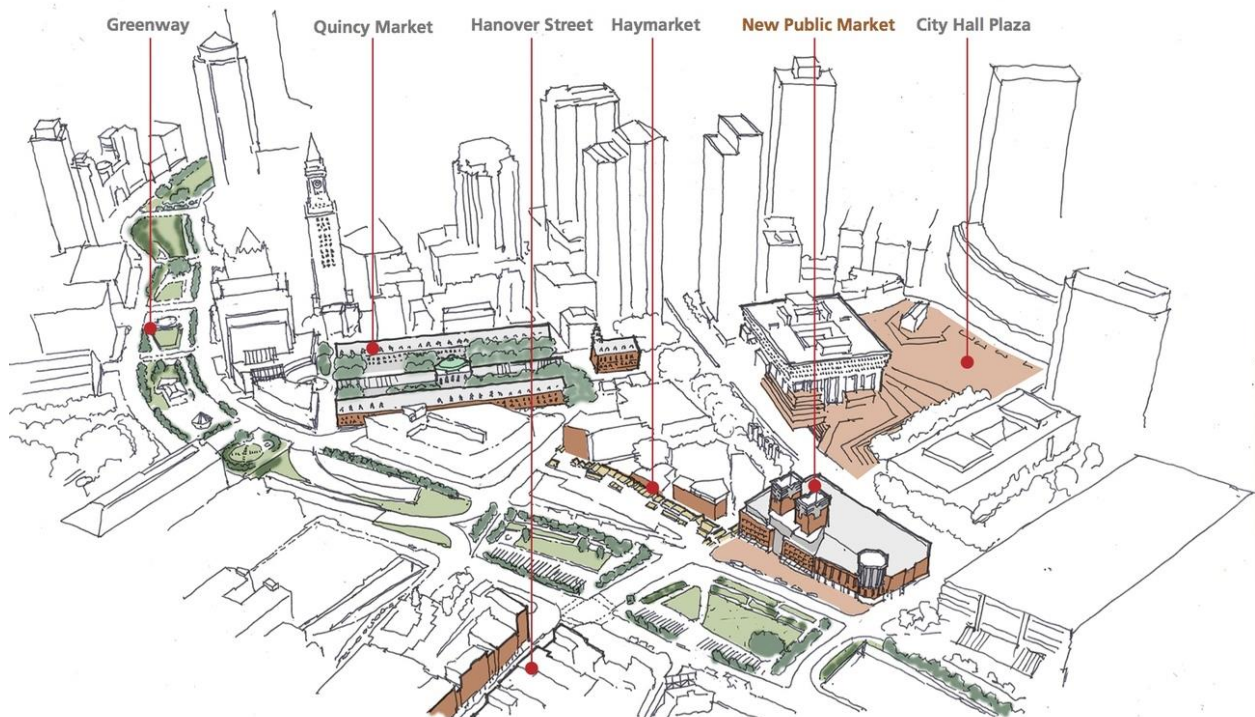 Greenway
Quincy Market
Hanover Street
Haymarket
New Public Market
City Hall Plaza